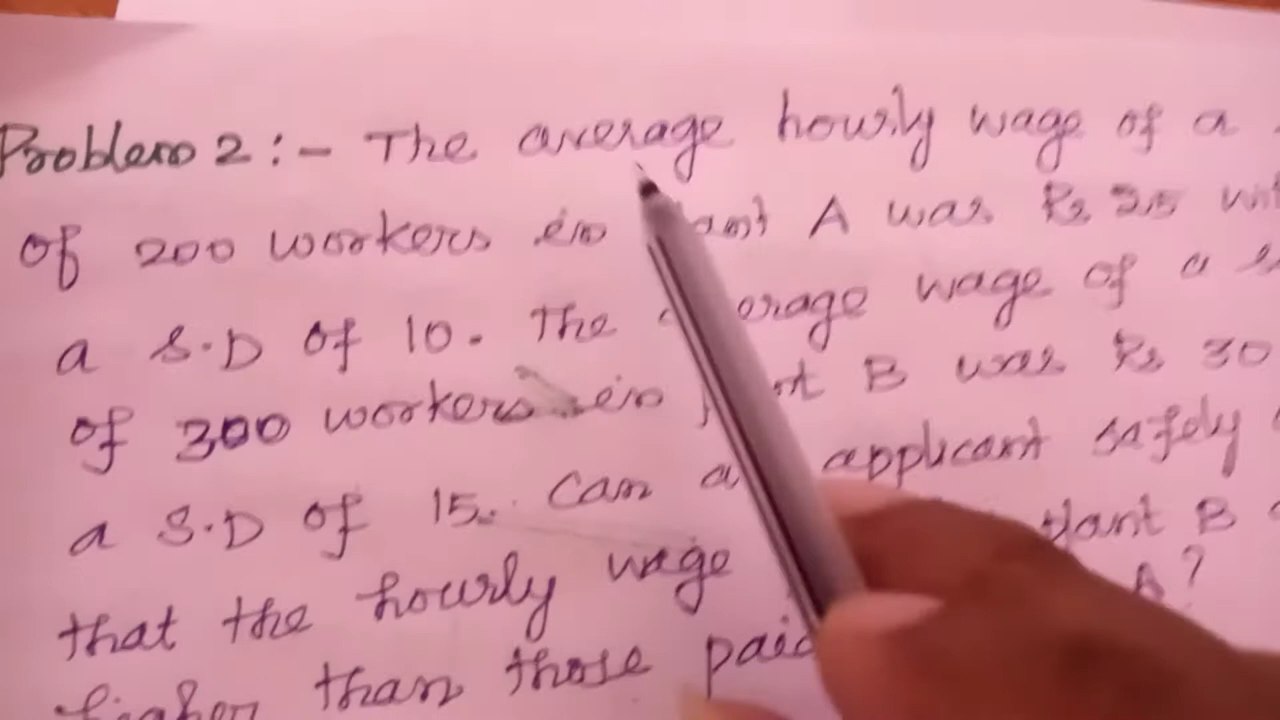 Problem 2 :- The average hourly wage of a
of 200 workers in A was Rs 25
a S.D of 10. The wage of a
of 300 workers in B was Rs 30
a S.D of 15. Can applicant safely
that the hourly wage plant B
higher than those paid A?